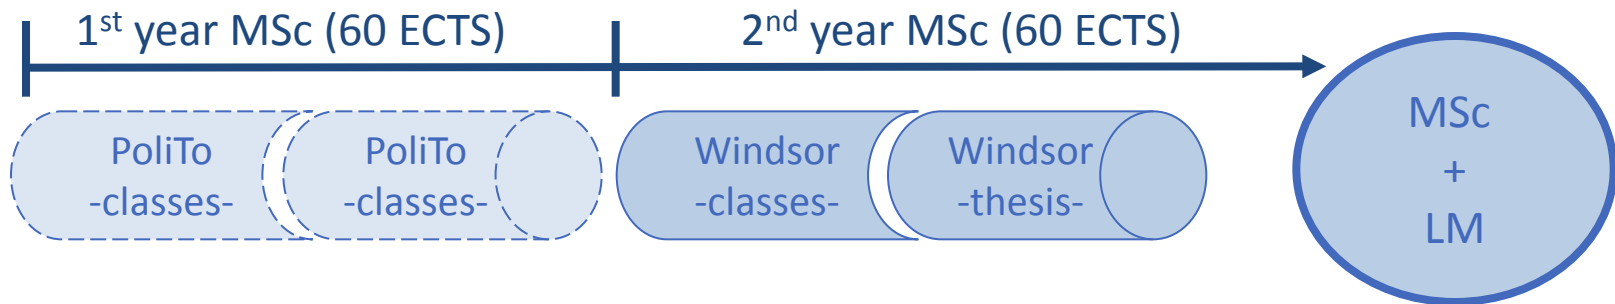 1st year MSc (60 ECTS)
2nd year MSc (60 ECTS)
PoliTo
-classes-
PoliTo
-classes-
Windsor
-classes-
Windsor
-thesis-
MSc
+
LM